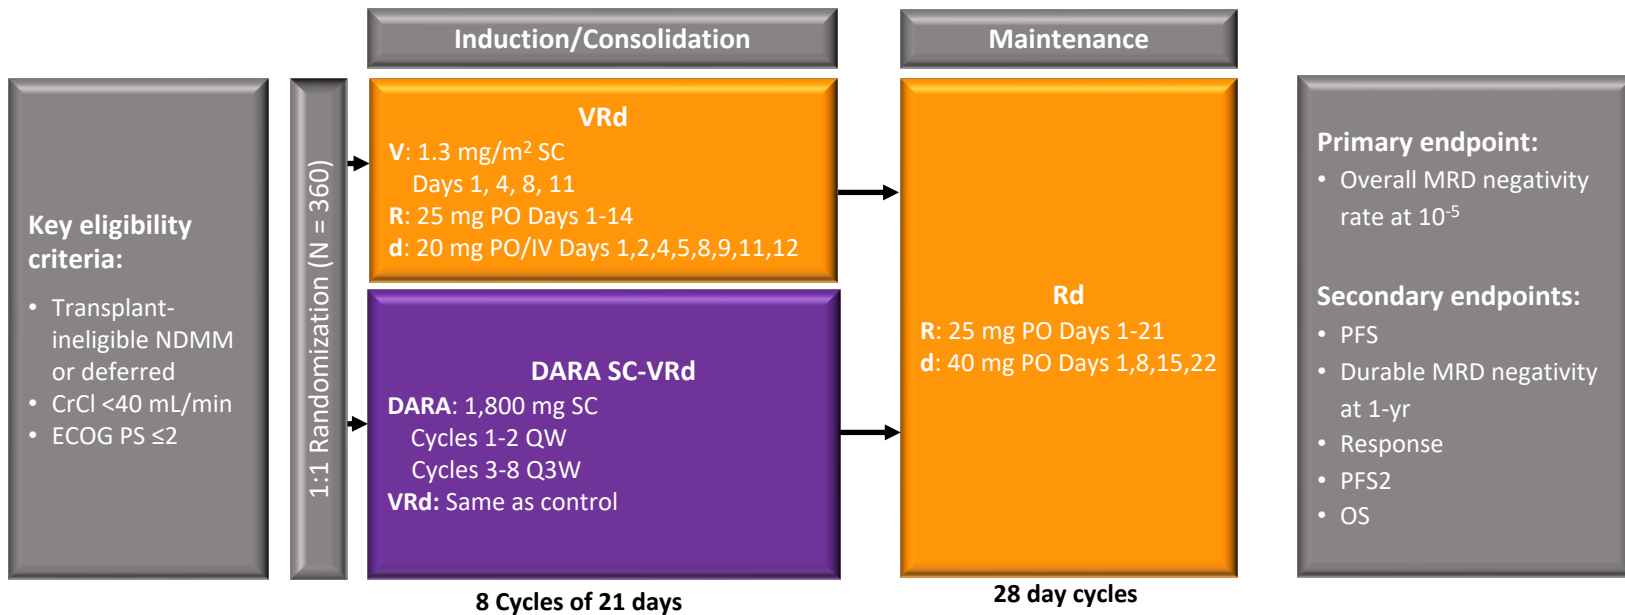 Induction/Consolidation
Maintenance
Key eligibility
criteria:
• Transplant-
ineligible NDMM
or deferred
• CrCl <40 mL/min
• ECOG PS ≤2
1:1 Randomization (N = 360)
VRd
V: 1.3 mg/m² SC
Days 1, 4, 8, 11
R: 25 mg PO Days 1-14
d: 20 mg PO/IV Days 1,2,4,5,8,9,11,12
DARA SC-VRd
DARA: 1,800 mg SC
Cycles 1-2 QW
Cycles 3-8 Q3W
VRd: Same as control
8 Cycles of 21 days
Rd
R: 25 mg PO Days 1-21
d: 40 mg PO Days 1,8,15,22
28 day cycles
Primary endpoint:
• Overall MRD negativity
rate at 10⁻⁵
Secondary endpoints:
• PFS
• Durable MRD negativity
at 1-yr
• Response
• PFS2
• OS